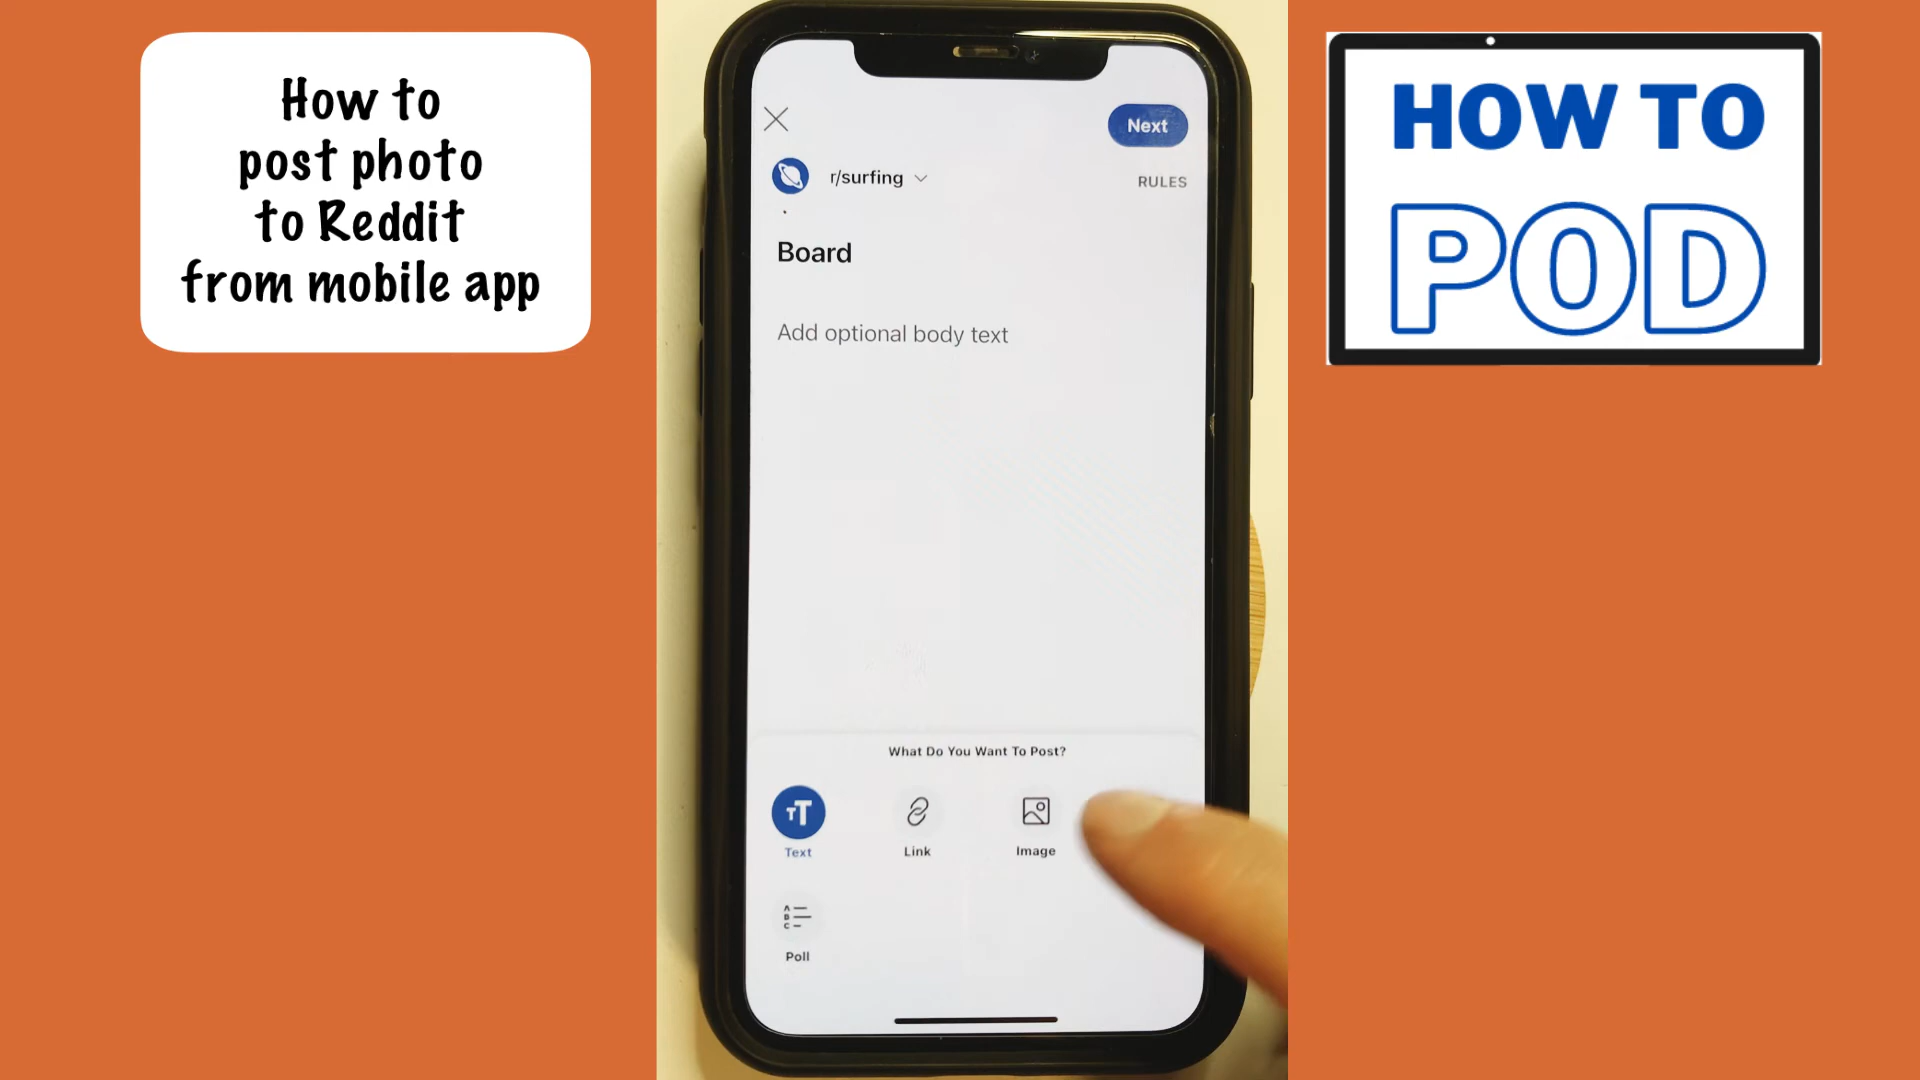 How to
post photo
to Reddit
from mobile app
HOW TO
POD
Next
r/surfing
RULES
Board
Add optional body text
What Do You Want To Post?
Text
Link
Image
Poll